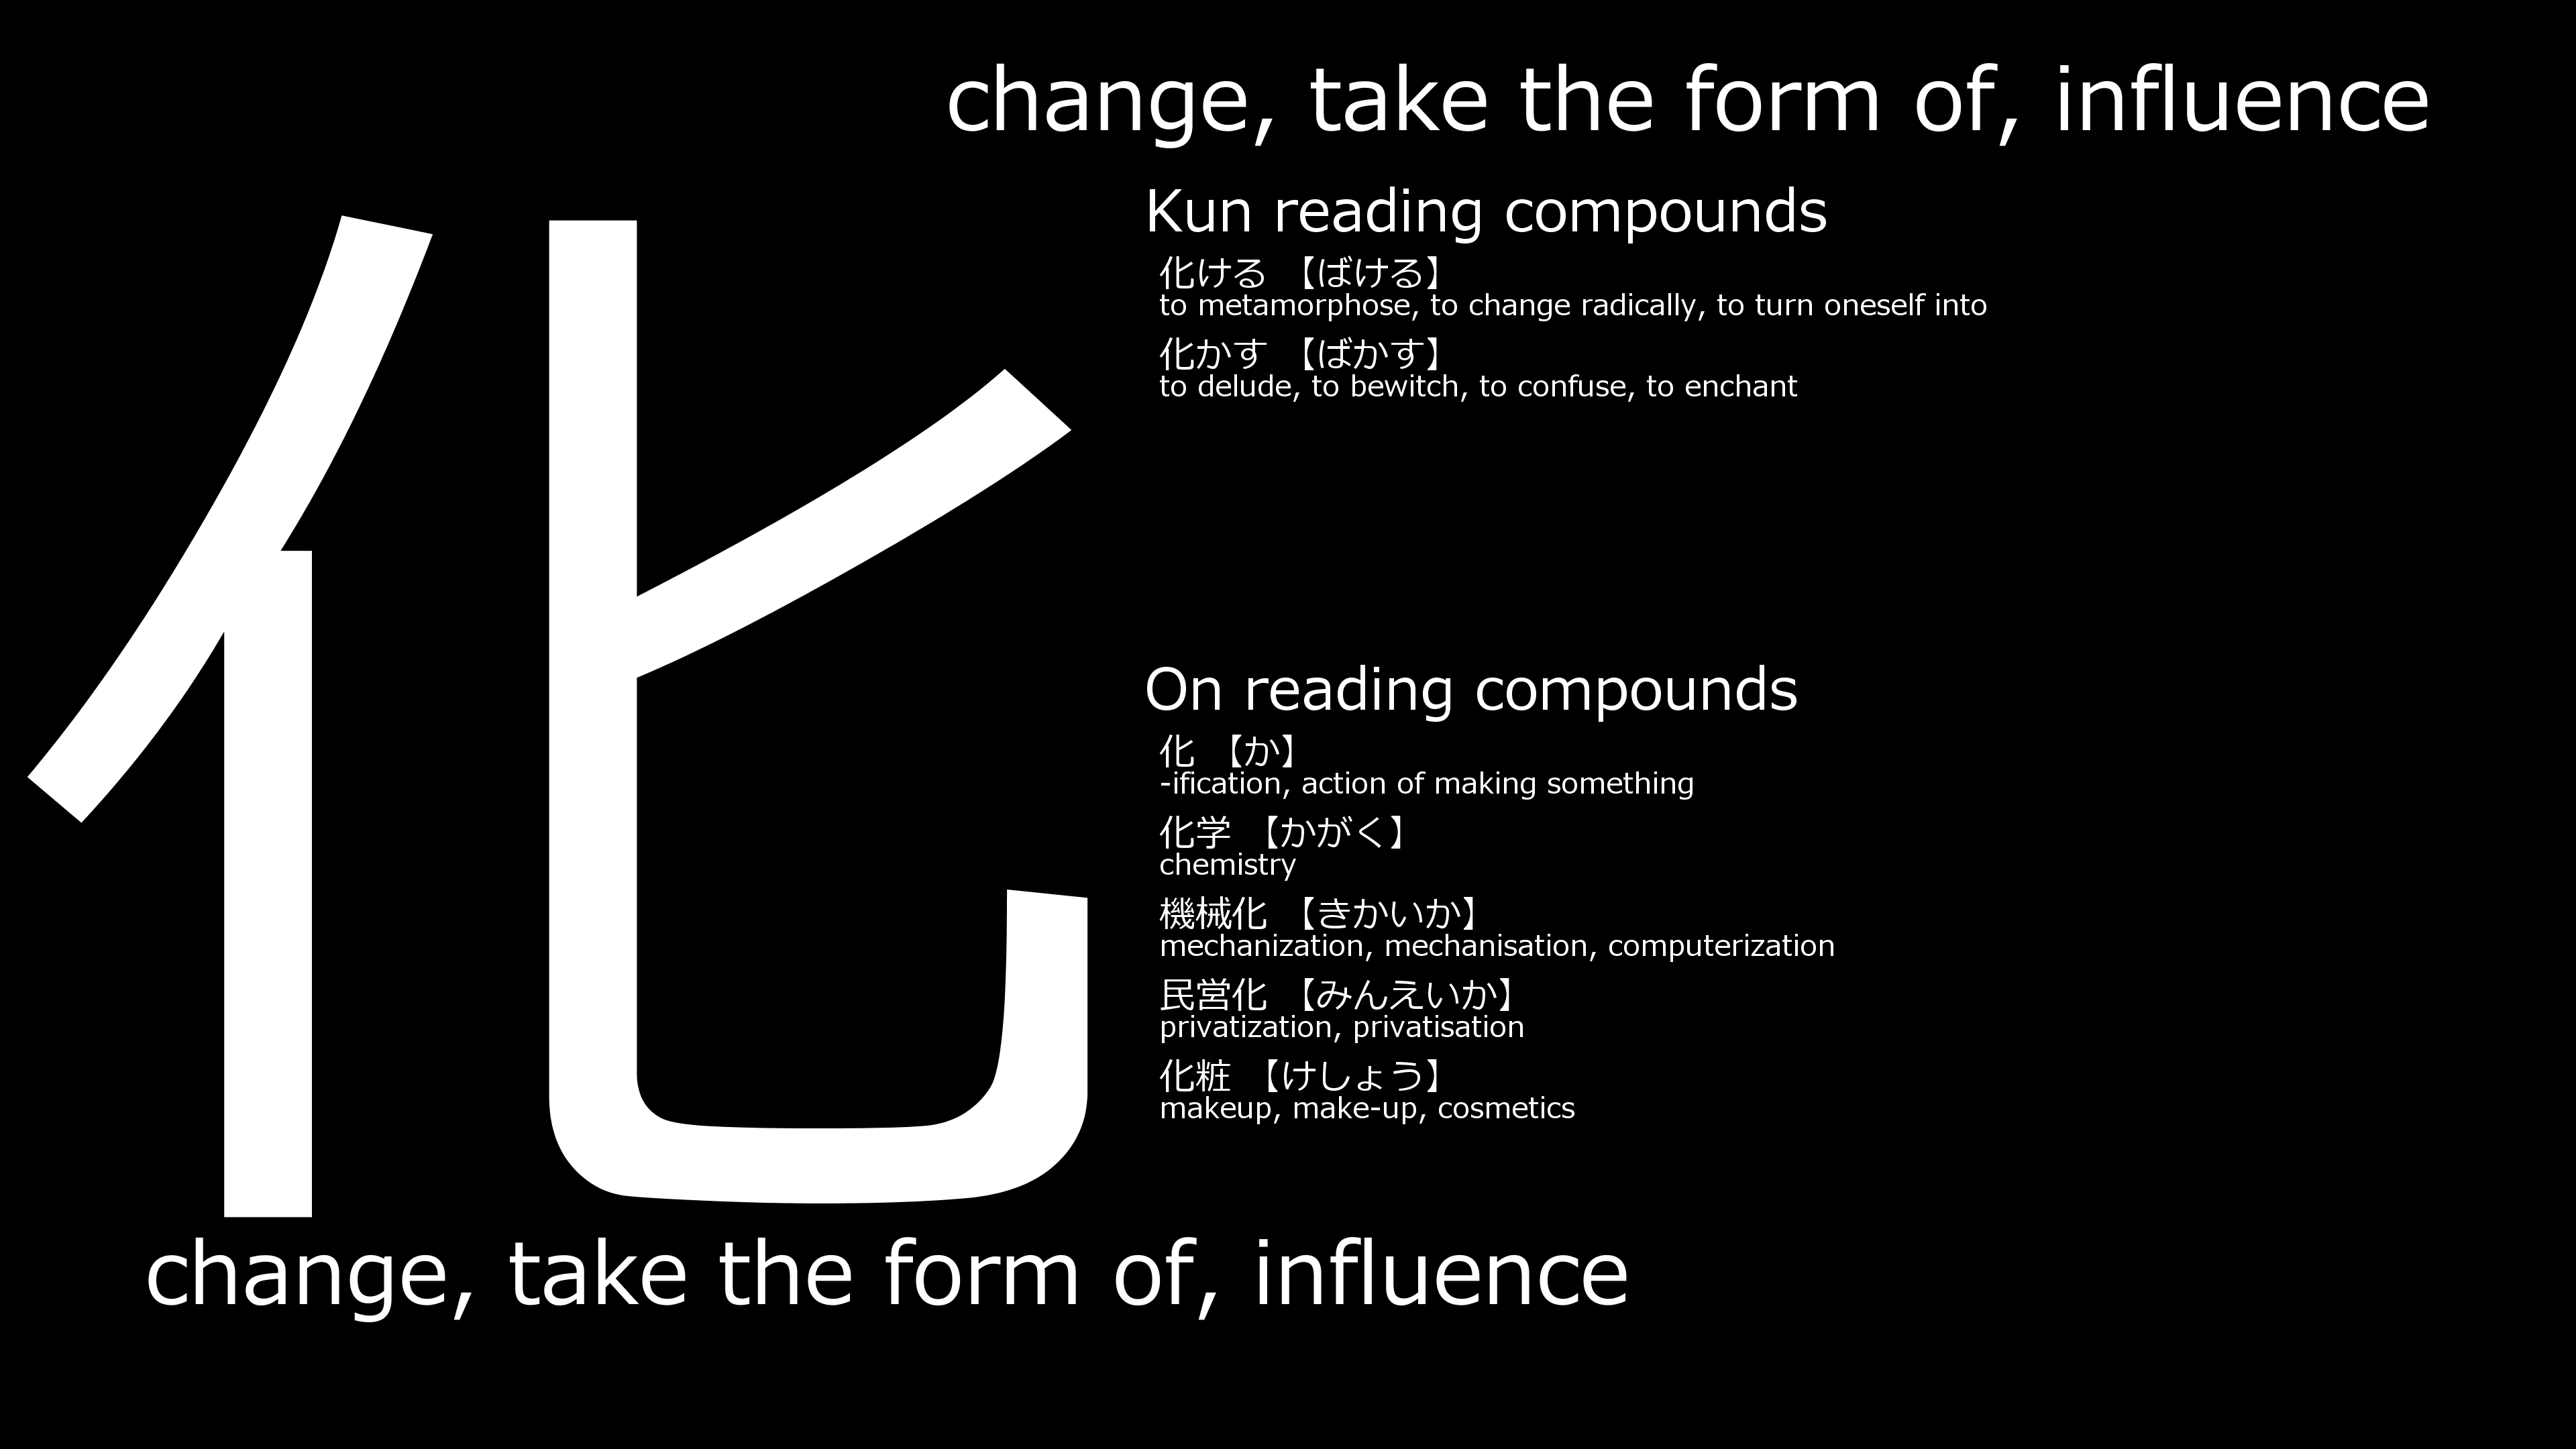 change, take the form of, influence
化
Kun reading compounds
化ける 【ばける】
to metamorphose, to change radically, to turn oneself into
化かす 【ばかす】
to delude, to bewitch, to confuse, to enchant
On reading compounds
化 【か】
-ification, action of making something
化学 【かがく】
chemistry
機械化 【きかいか】
mechanization, mechanisation, computerization
民営化 【みんえいか】
privatization, privatisation
化粧 【けしょう】
makeup, make-up, cosmetics
change, take the form of, influence